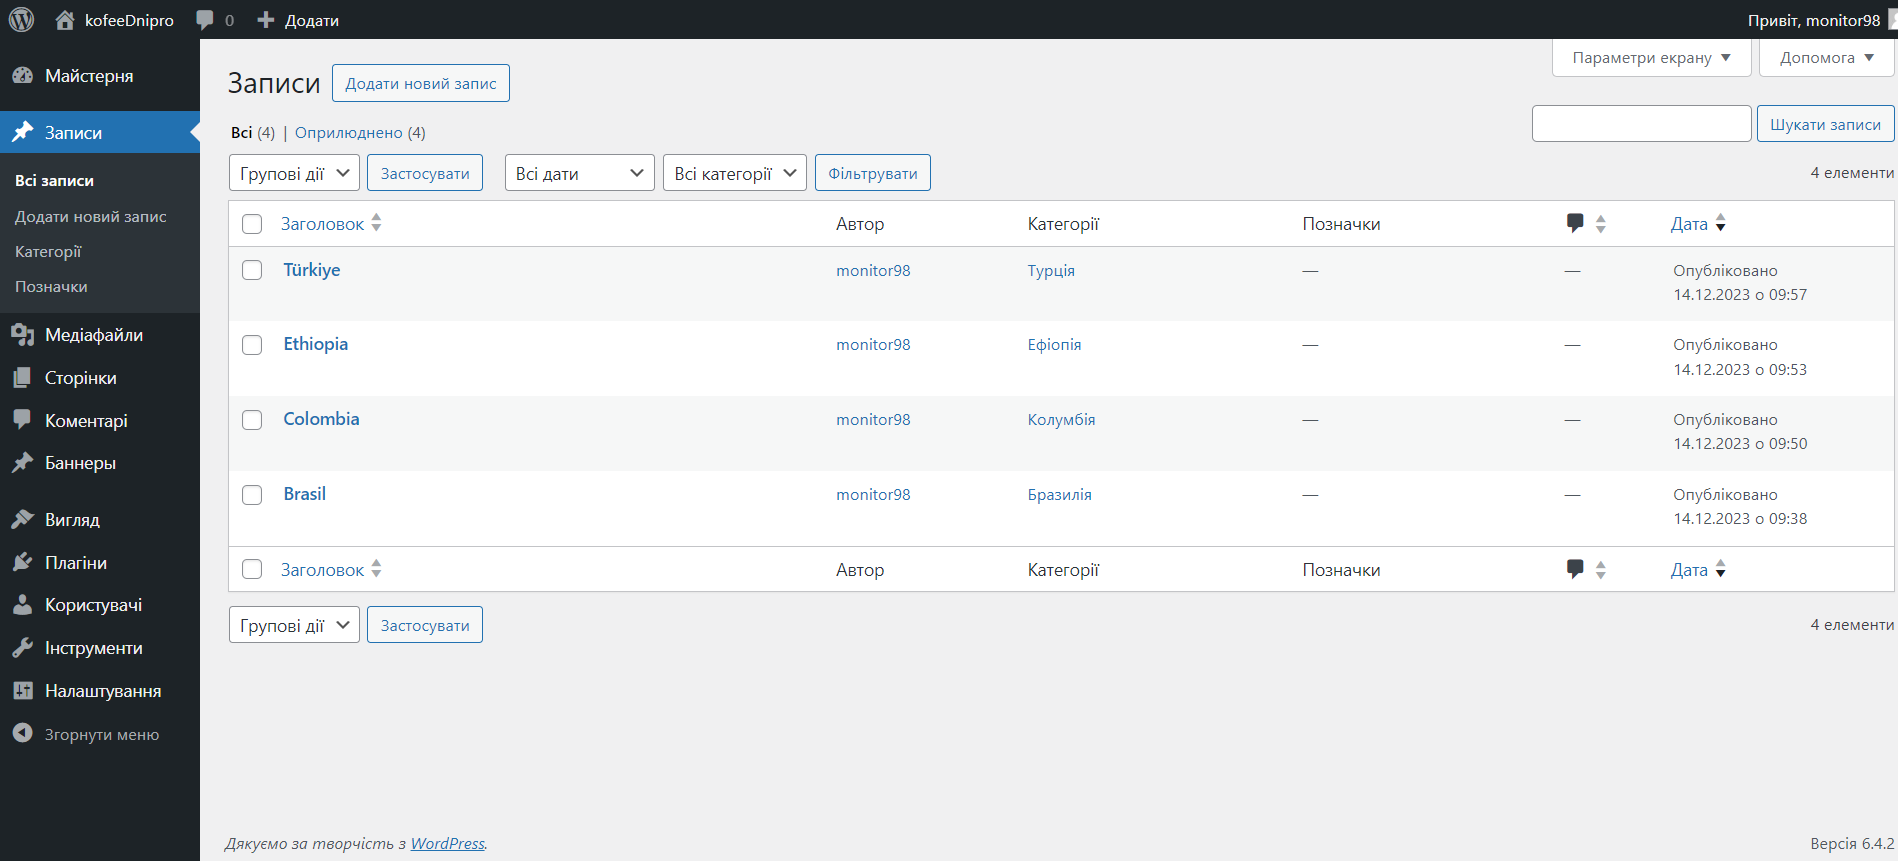 kofeeDnipro 0 Додати Привіт, monitor98
Майстерня
Записи
Всі записи
Додати новий запис
Категорії
Позначки
Медіафайли
Сторінки
Коментарі
Баннеры
Вигляд
Плагіни
Користувачі
Інструменти
Налаштування
Згорнути меню
Параметри екрану Допомога
Записи Додати новий запис
Всі (4) | Оприлюднено (4)
Шукати записи
Групові дії Застосувати Всі дати Всі категорії Фільтрувати 4 елементи
Заголовок Автор Категорії Позначки Дата
Türkiye monitor98 Турція — — Опубліковано
14.12.2023 о 09:57
Ethiopia monitor98 Ефіопія — — Опубліковано
14.12.2023 о 09:53
Colombia monitor98 Колумбія — — Опубліковано
14.12.2023 о 09:50
Brasil monitor98 Бразилія — — Опубліковано
14.12.2023 о 09:38
Заголовок Автор Категорії Позначки Дата
Групові дії Застосувати 4 елементи
Дякуємо за творчість з WordPress. Версія 6.4.2